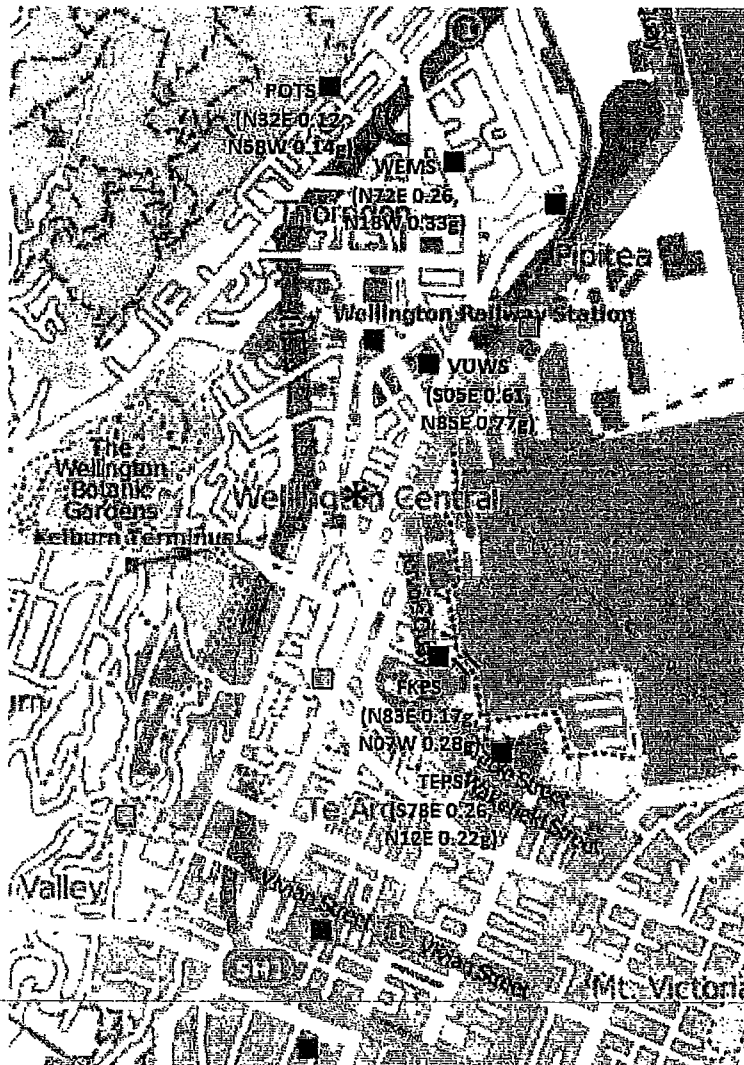 POTS
(N32E 0.12
N58W 0.14g)
WEMS
(N72E 0.26,
N18W 0.33g)
Thorndon
Pipitea
Wellington Railway Station
VUWS
(S05E 0.61,
N85E 0.77g)
The
Wellington
Botanic
Gardens
Wellington Central
Kelburn Terminus
FKPS
(N83E 0.17g,
N07W 0.28g)
TEPS
(S78E 0.26
N12E 0.22g)
Te Aro
Wakefield Street
Valley
Vivian Street
1
SH1
Vivian Street
Mt. Victoria